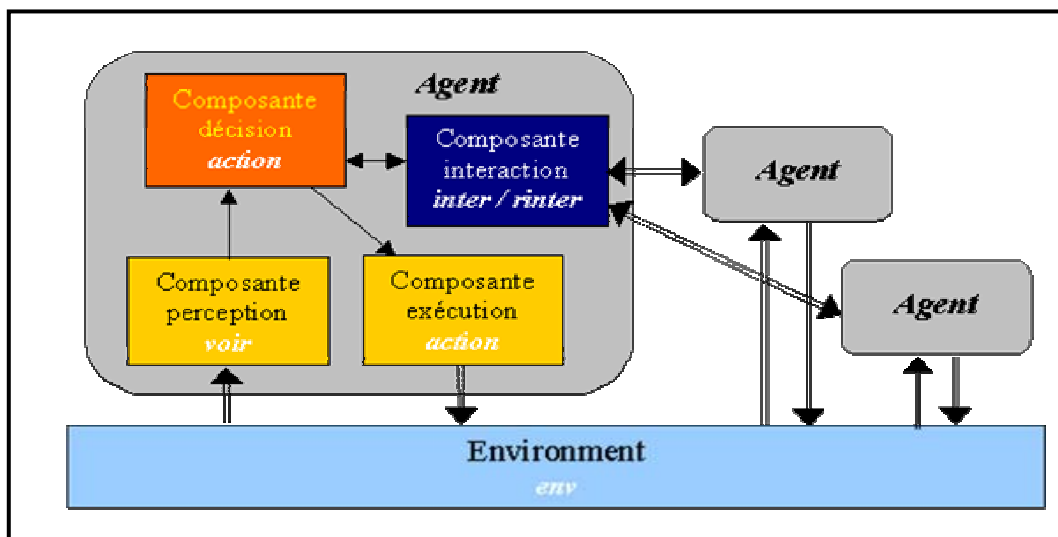 Agent
Composante
décision
action
Composante
interaction
inter / rinter
Agent
Composante
perception
voir
Composante
exécution
action
Agent
Environment
env